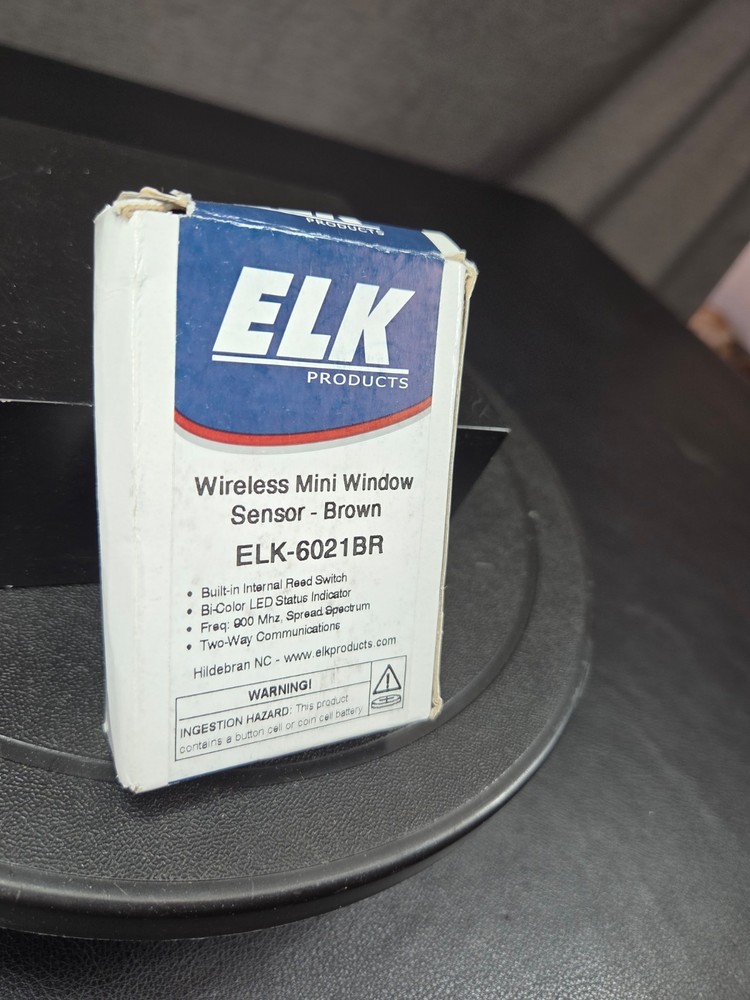 PRODUCTS
ELK
PRODUCTS
Wireless Mini Window
Sensor - Brown
ELK-6021BR
• Built-in Internal Reed Switch
• Bi-Color LED Status Indicator
• Freq: 900 Mhz, Spread Spectrum
• Two-Way Communications
Hildebran NC - www.elkproducts.com
WARNING!
INGESTION HAZARD: This product
contains a button cell or coin cell battery